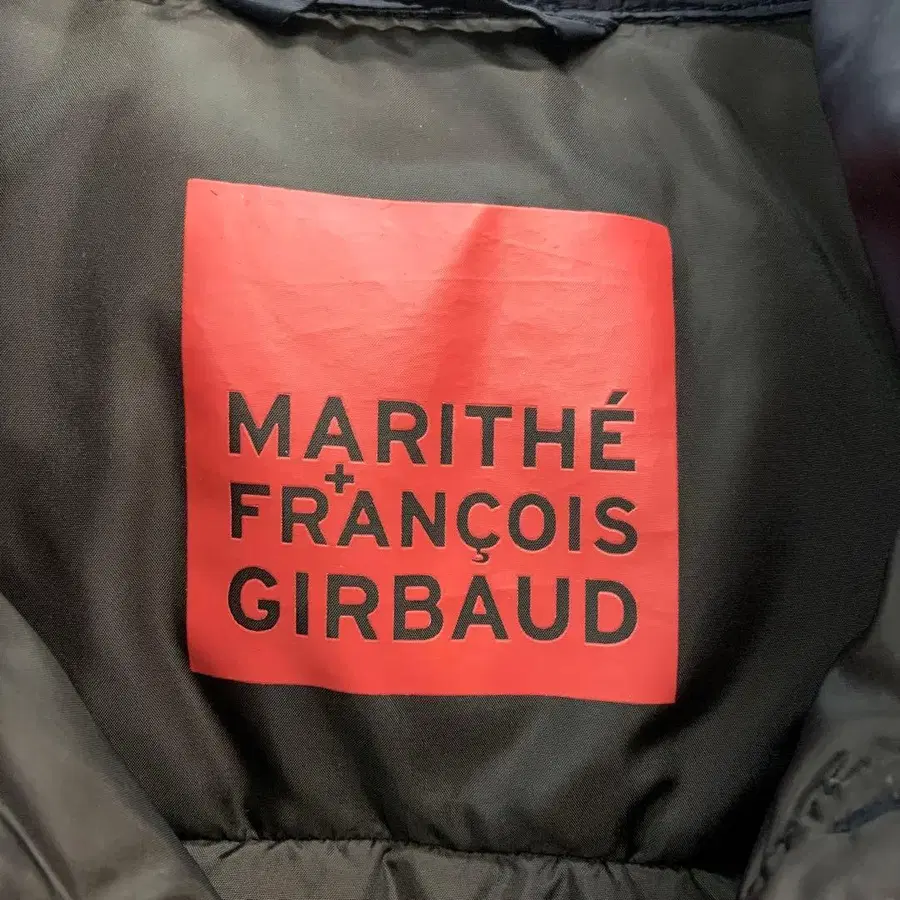 MARITHÉ
+
FRANÇOIS
GIRBAUD